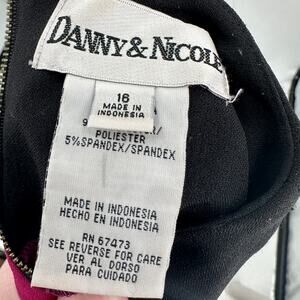 DANNY & NICOLE
16
MADE IN
INDONESIA
POLIESTER
5%SPANDEX/SPANDEX
MADE IN INDONESIA
HECHO EN INDONESIA
RN 67473
SEE REVERSE FOR CARE
VER AL DORSO
PARA CUIDADO